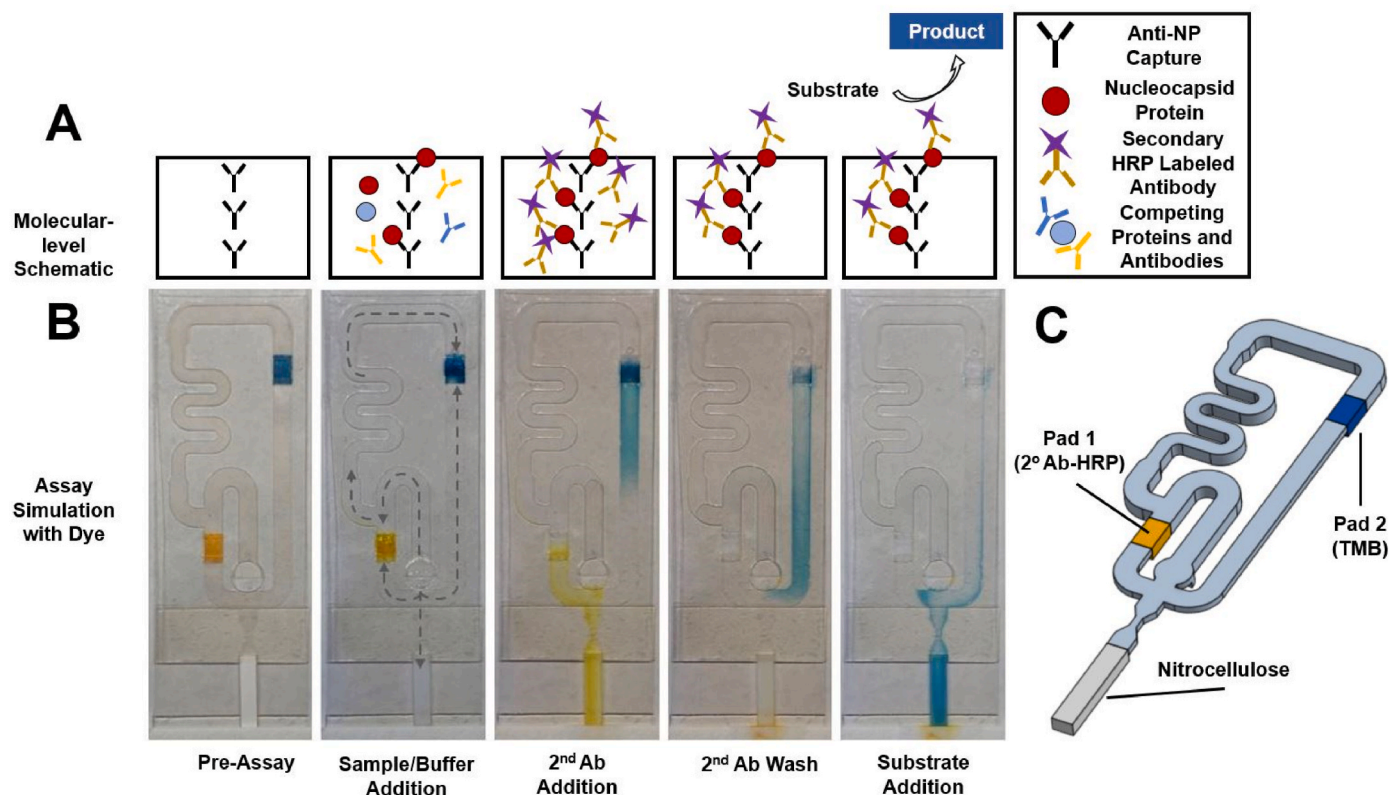 Product
Substrate
A
Molecular-
level
Schematic
Anti-NP
Capture
Nucleocapsid
Protein
Secondary
HRP Labeled
Antibody
Competing
Proteins and
Antibodies
B
Assay
Simulation
with Dye
Pre-Assay
Sample/Buffer
Addition
2nd Ab
Addition
2nd Ab Wash
Substrate
Addition
C
Pad 1
(2° Ab-HRP)
Pad 2
(TMB)
Nitrocellulose